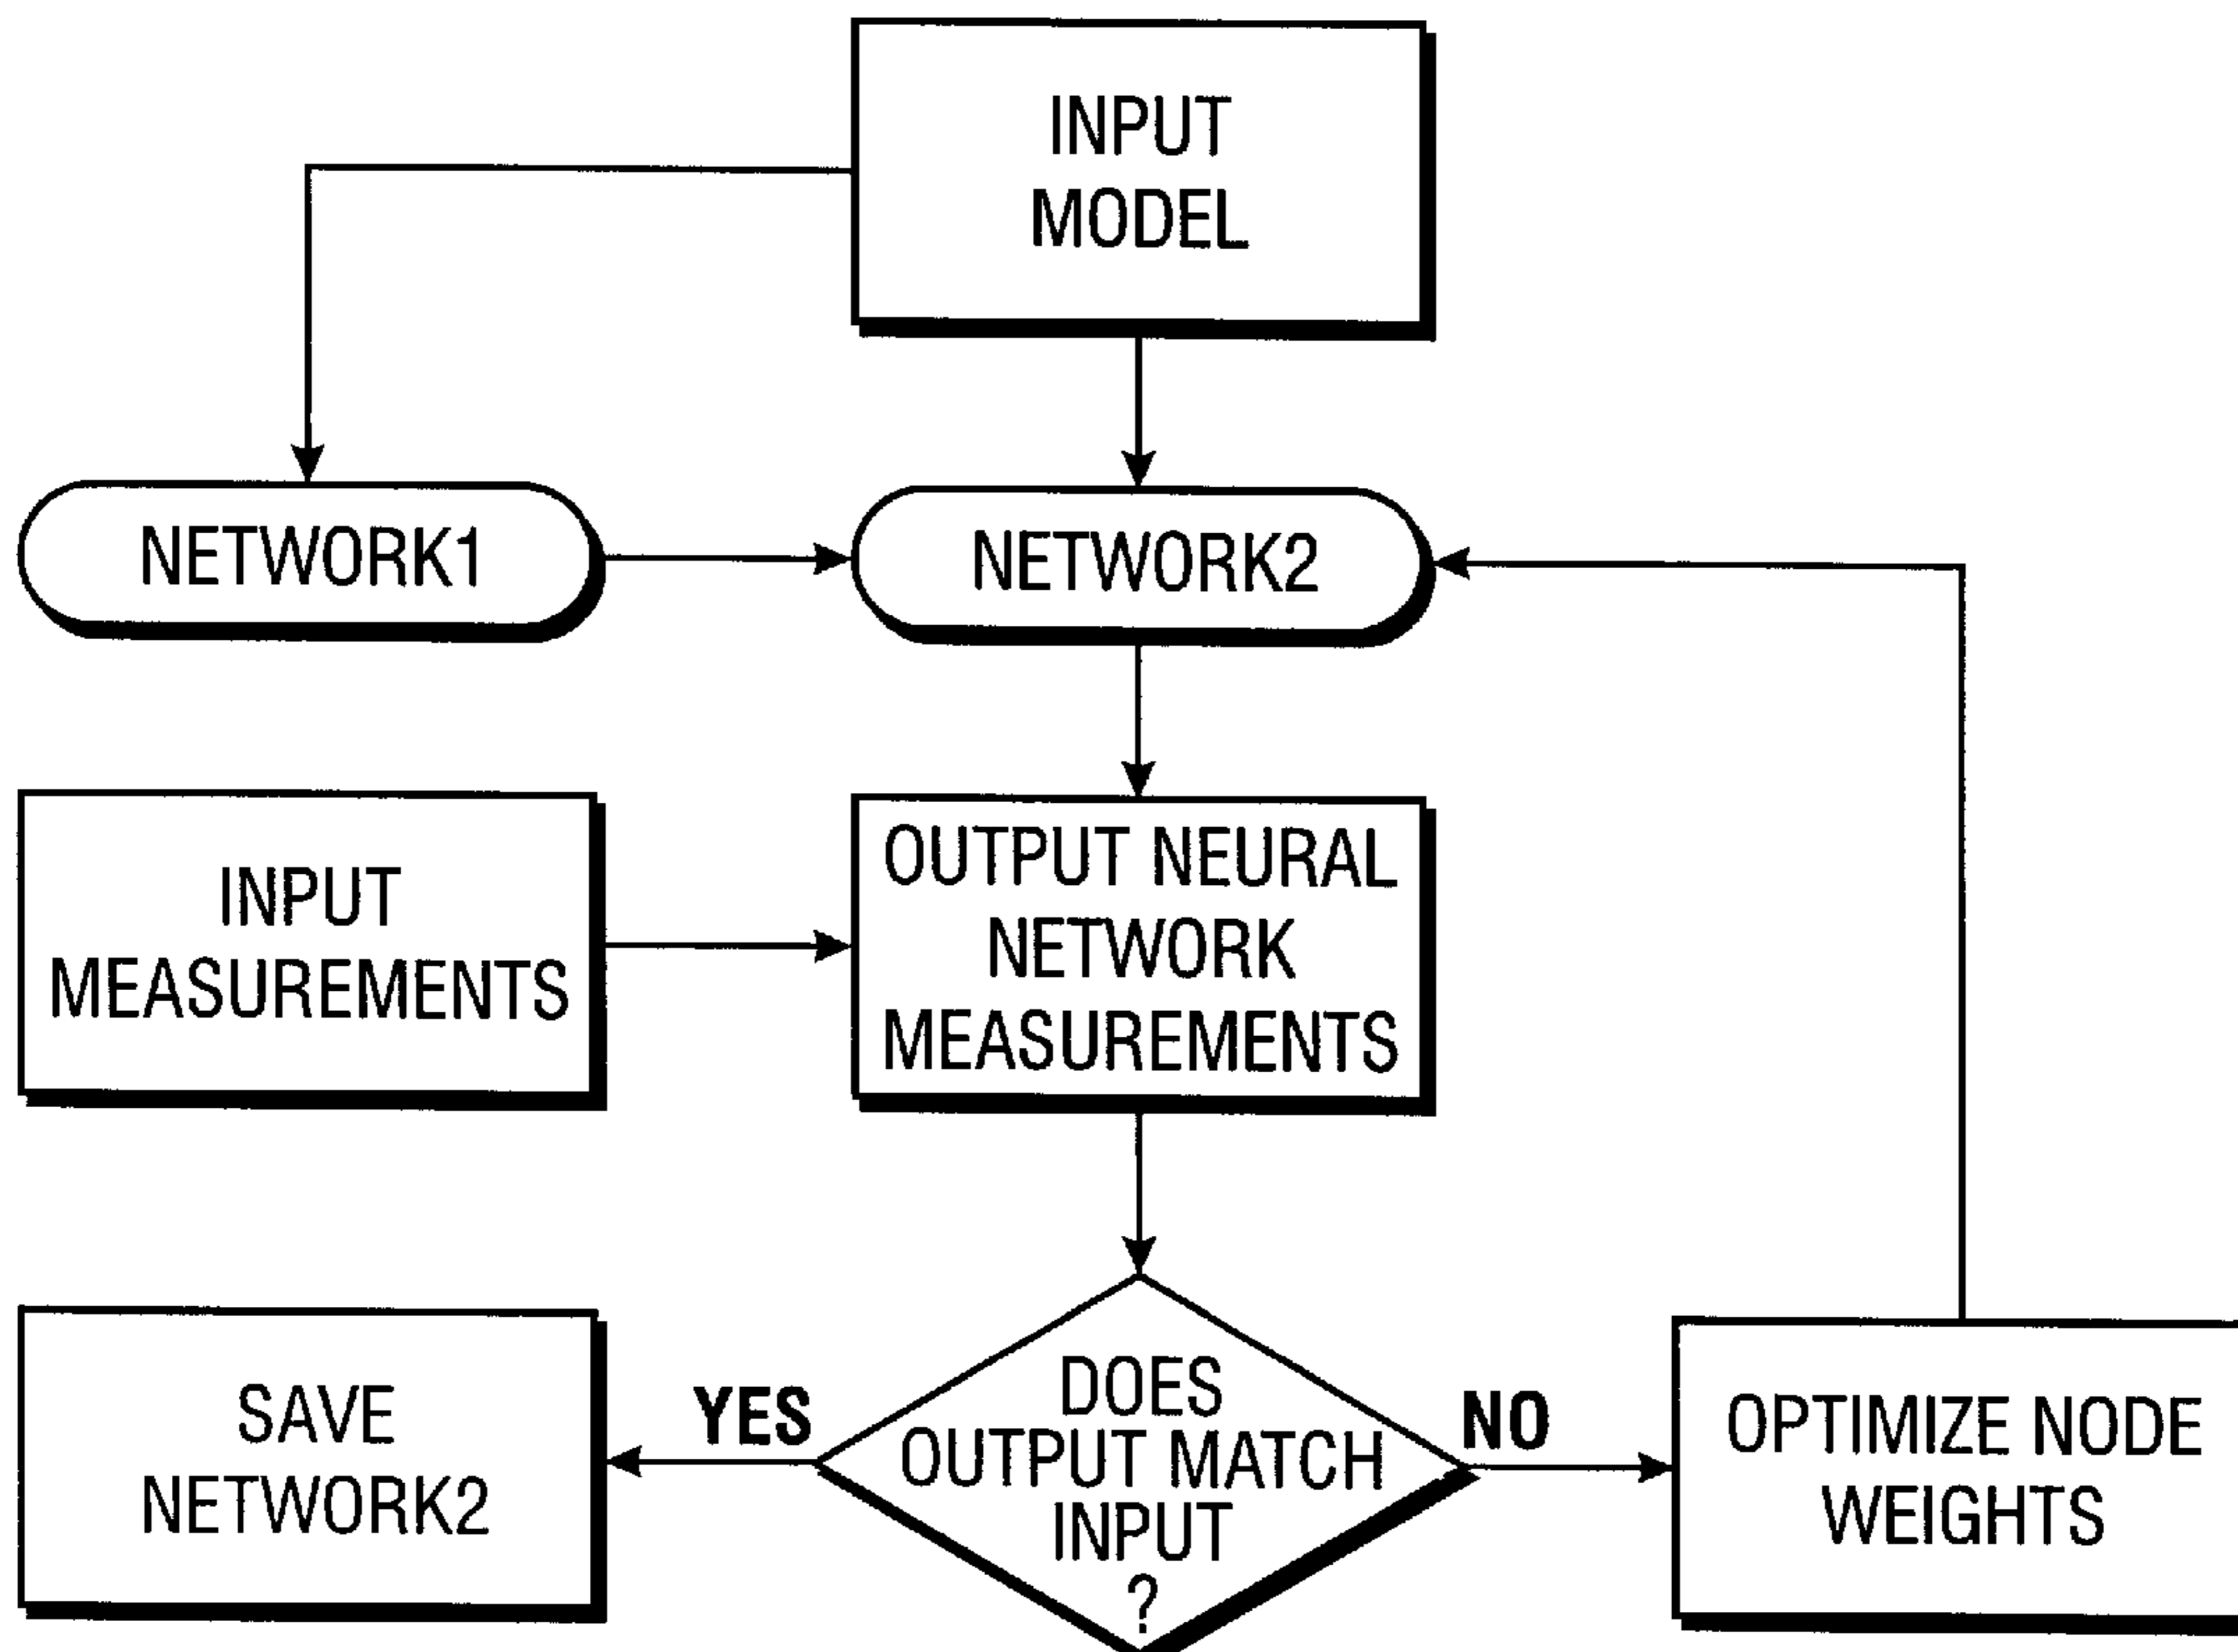 INPUT
MODEL
NETWORK1
NETWORK2
INPUT
MEASUREMENTS
OUTPUT NEURAL
NETWORK
MEASUREMENTS
SAVE
NETWORK2
YES
DOES
OUTPUT MATCH
INPUT
?
NO
OPTIMIZE NODE
WEIGHTS